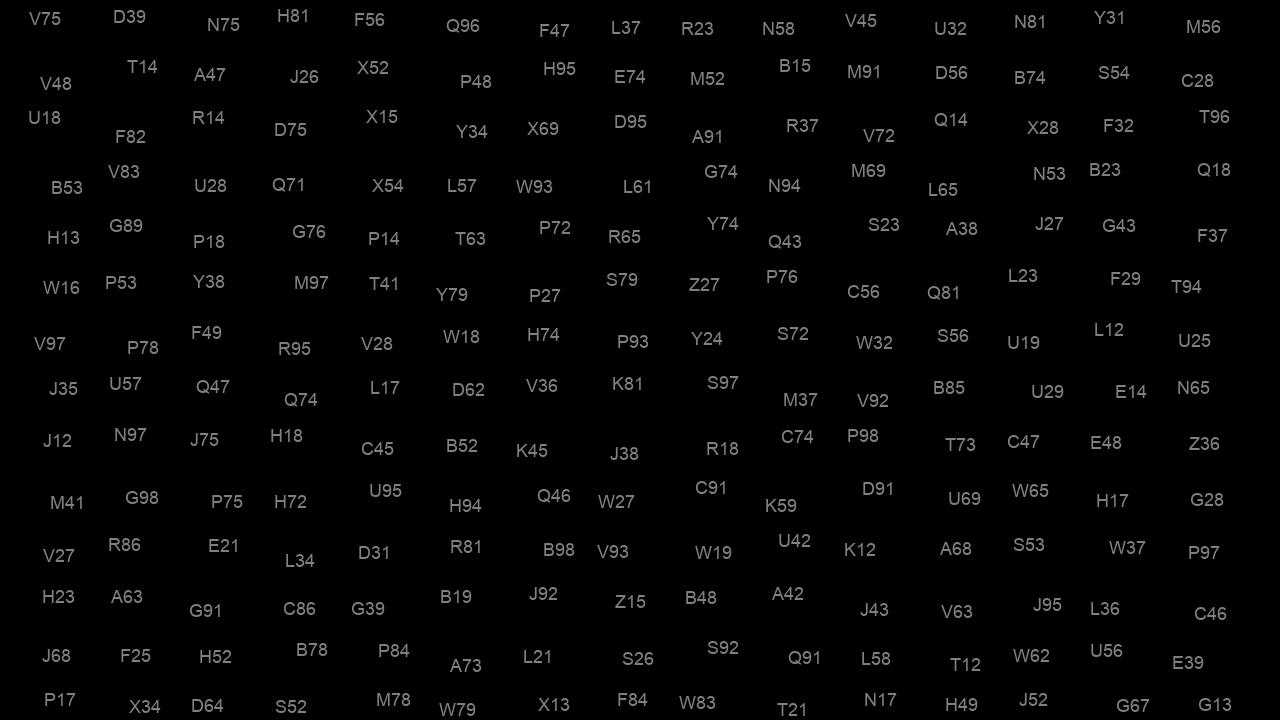 V75 D39 N75 H81 F56 Q96 F47 L37 R23 N58 V45 U32 N81 Y31 M56
V48 T14 A47 J26 X52 P48 H95 E74 M52 B15 M91 D56 B74 S54 C28
U18 F82 R14 D75 X15 Y34 X69 D95 A91 R37 V72 Q14 X28 F32 T96
B53 V83 U28 Q71 X54 L57 W93 L61 G74 N94 M69 L65 N53 B23 Q18
H13 G89 P18 G76 P14 T63 P72 R65 Y74 Q43 S23 A38 J27 G43 F37
W16 P53 Y38 M97 T41 Y79 P27 S79 Z27 P76 C56 Q81 L23 F29 T94
V97 P78 F49 R95 V28 W18 H74 P93 Y24 S72 W32 S56 U19 L12 U25
J35 U57 Q47 Q74 L17 D62 V36 K81 S97 M37 V92 B85 U29 E14 N65
J12 N97 J75 H18 C45 B52 K45 J38 R18 C74 P98 T73 C47 E48 Z36
M41 G98 P75 H72 U95 H94 Q46 W27 C91 K59 D91 U69 W65 H17 G28
V27 R86 E21 L34 D31 R81 B98 V93 W19 U42 K12 A68 S53 W37 P97
H23 A63 G91 C86 G39 B19 J92 Z15 B48 A42 J43 V63 J95 L36 C46
J68 F25 H52 B78 P84 A73 L21 S26 S92 Q91 L58 T12 W62 U56 E39
P17 X34 D64 S52 M78 W79 X13 F84 W83 T21 N17 H49 J52 G67 G13